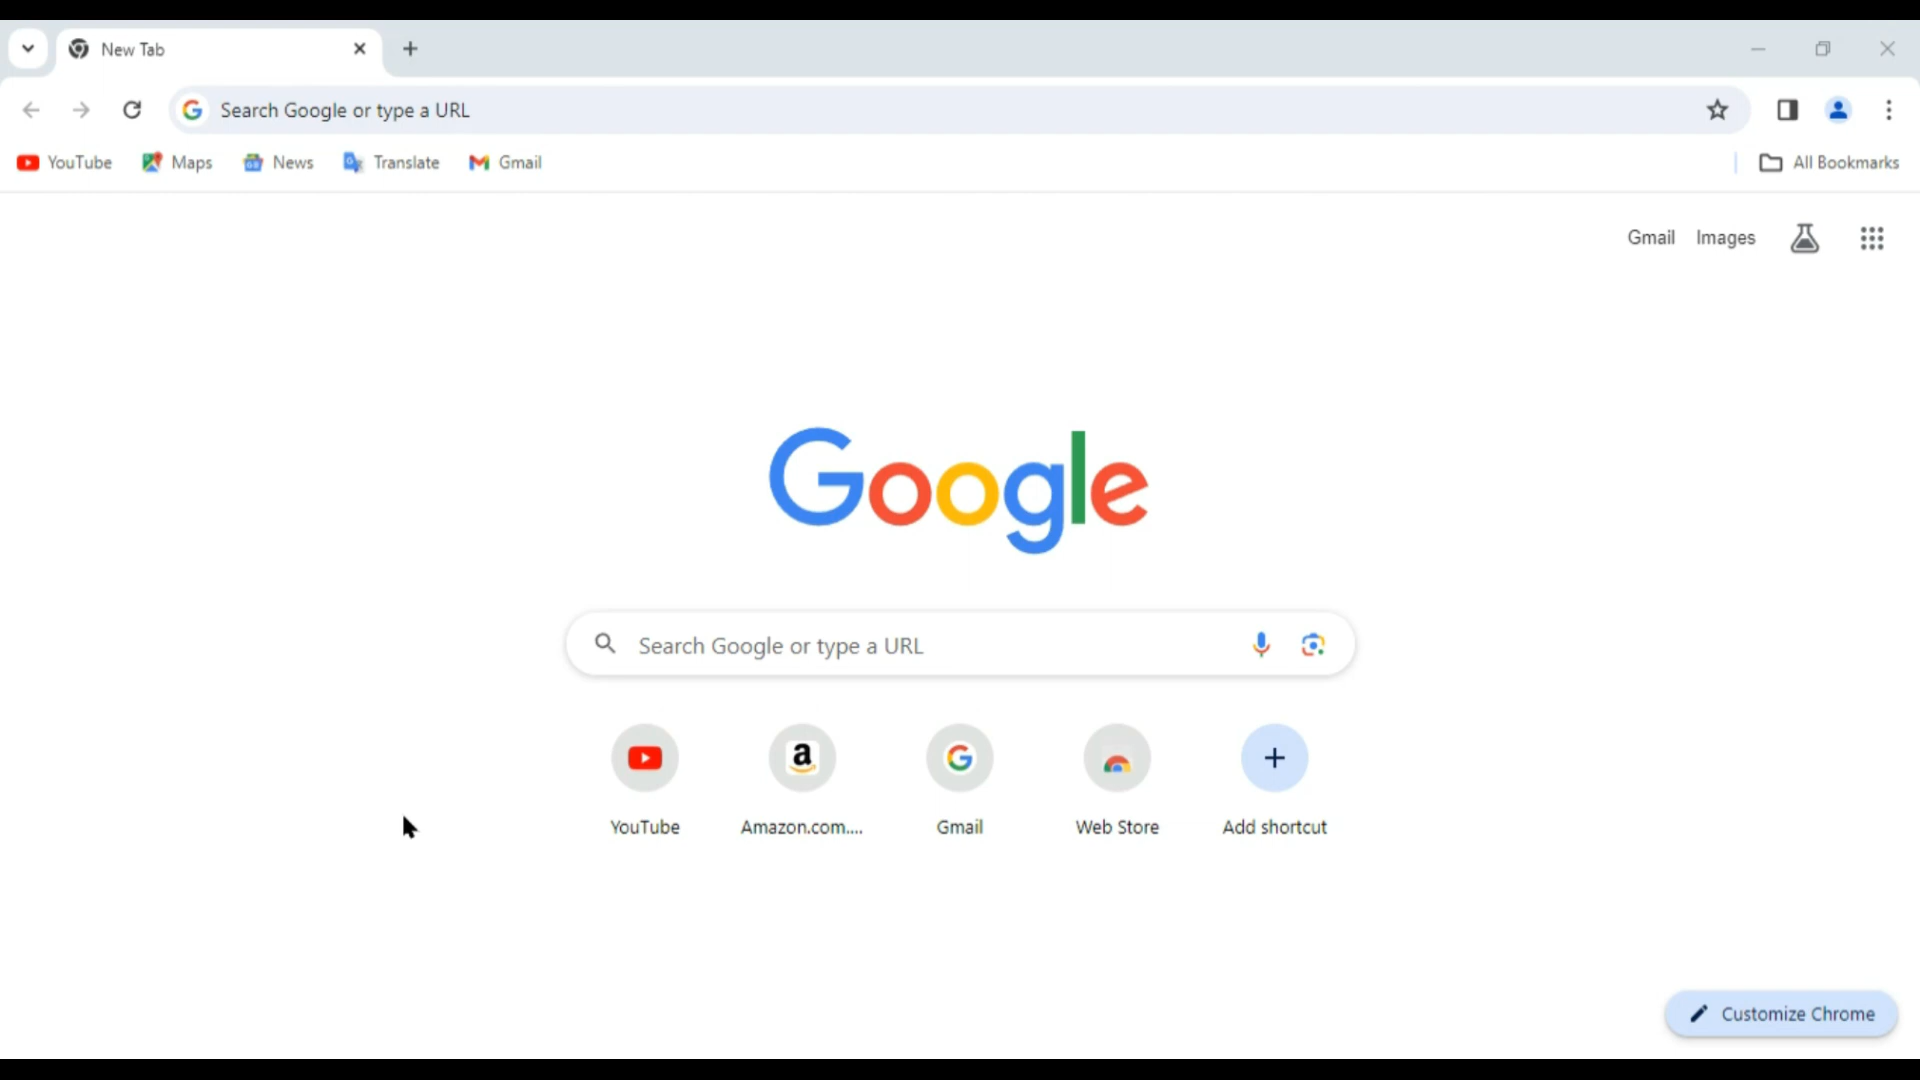 New Tab
Search Google or type a URL
YouTube Maps News Translate Gmail All Bookmarks
Gmail Images
Google
Search Google or type a URL
YouTube Amazon.com.... Gmail Web Store Add shortcut
Customize Chrome